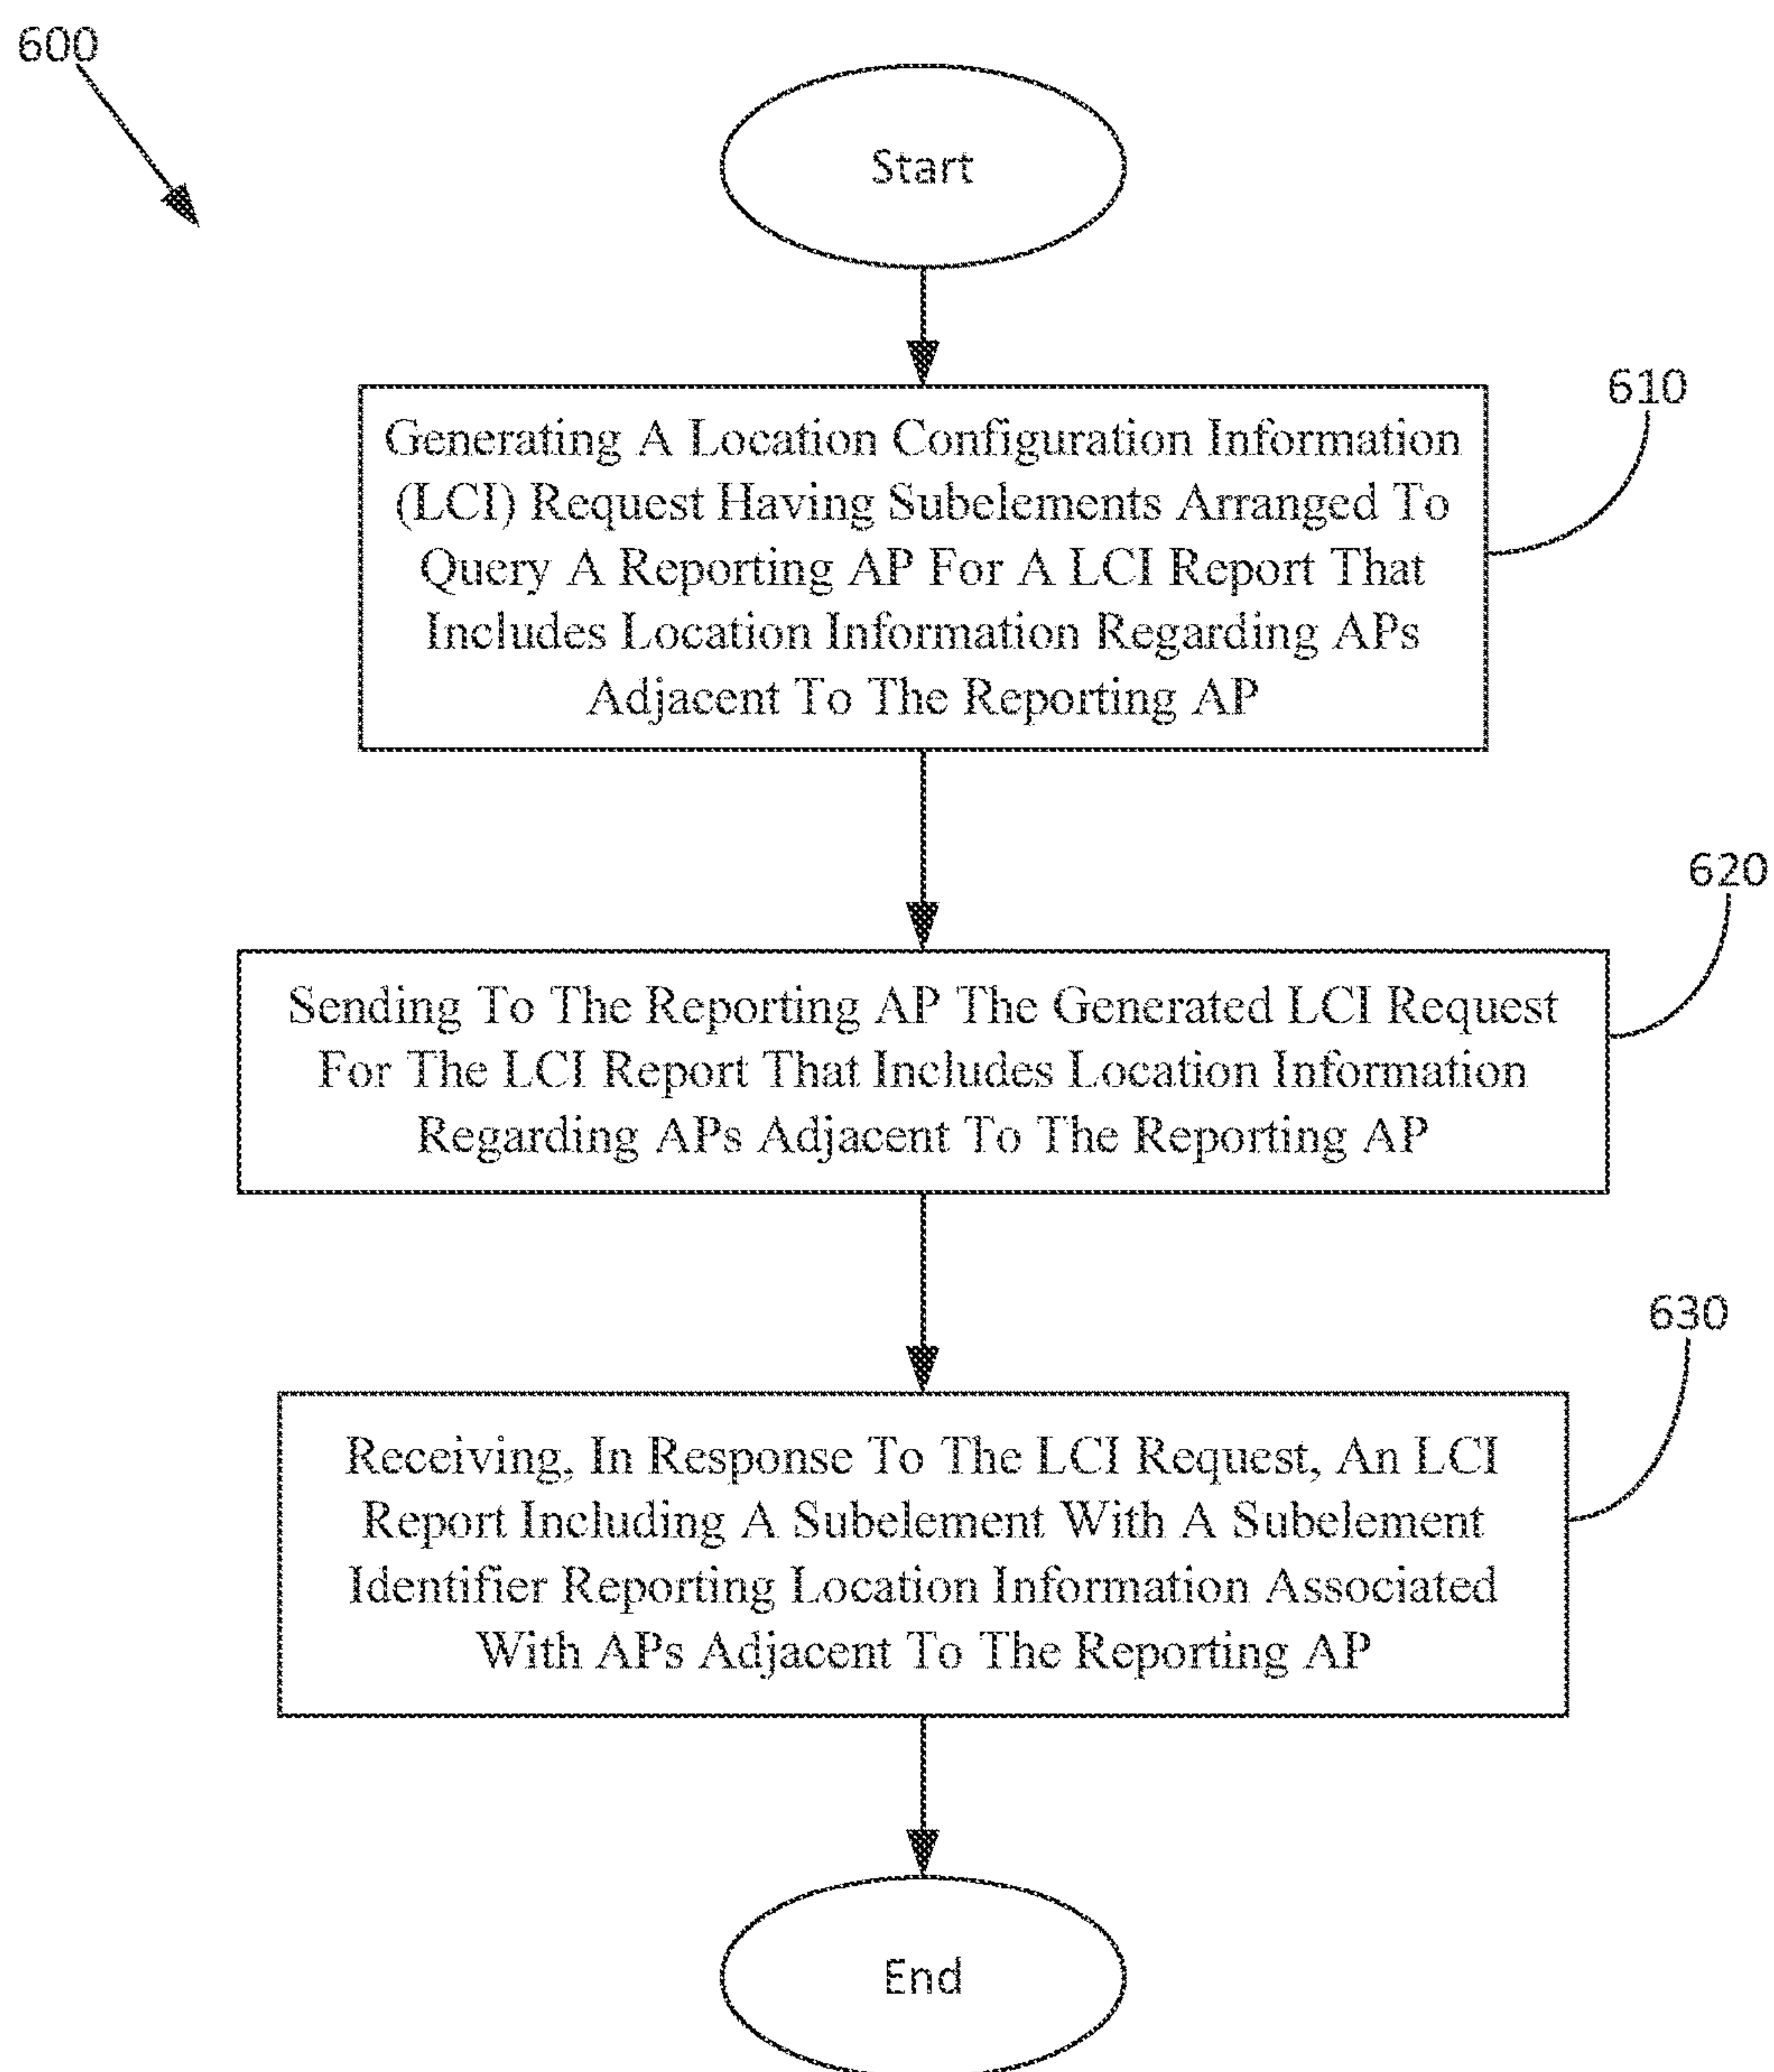 600
Start
610
Generating A Location Configuration Information
(LCI) Request Having Subelements Arranged To
Query A Reporting AP For A LCI Report That
Includes Location Information Regarding APs
Adjacent To The Reporting AP
620
Sending To The Reporting AP The Generated LCI Request
For The LCI Report That Includes Location Information
Regarding APs Adjacent To The Reporting AP
630
Receiving, In Response To The LCI Request, An LCI
Report Including A Subelement With A Subelement
Identifier Reporting Location Information Associated
With APs Adjacent To The Reporting AP
End